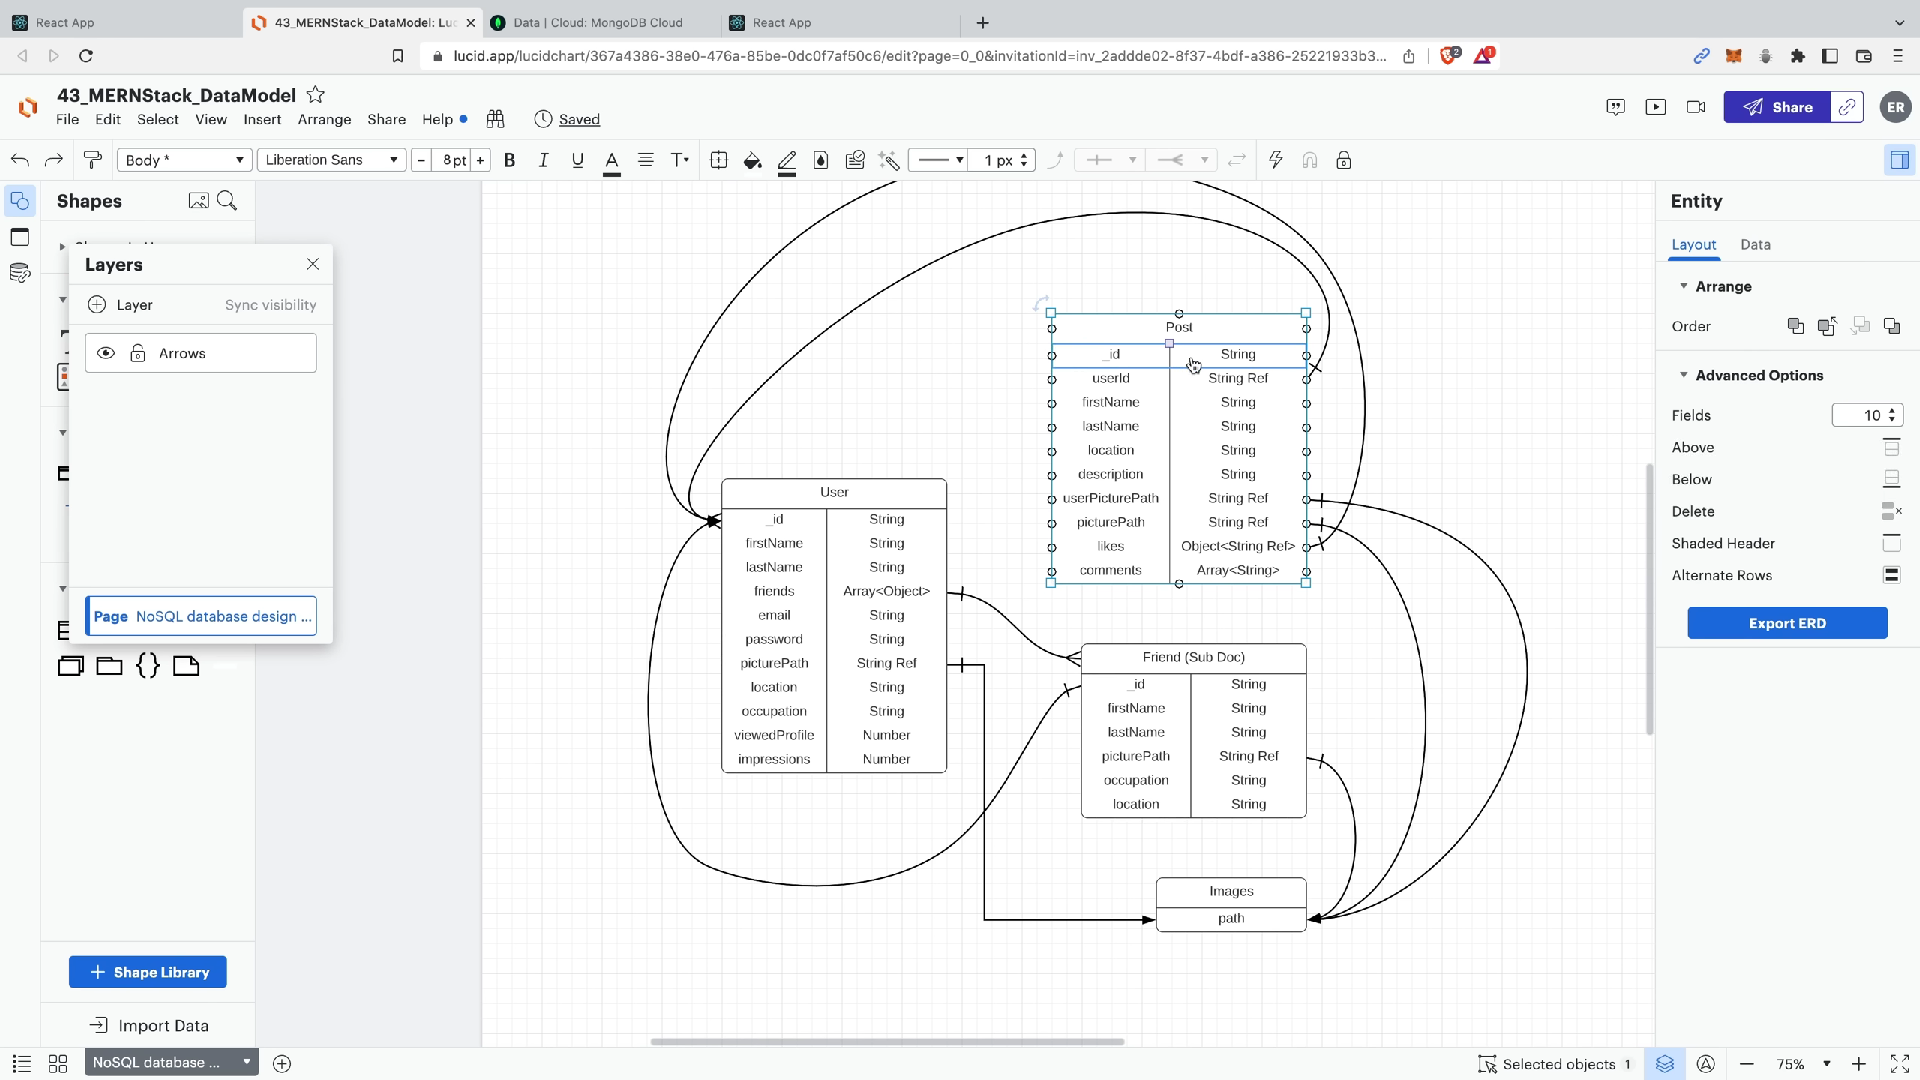 React App
43_MERNStack_DataModel: Luc
Data | Cloud: MongoDB Cloud
React App
lucid.app/lucidchart/367a4386-38e0-476a-85be-0dc0f7af50c6/edit?page=0_0&invitationId=inv_2addde02-8f37-4bdf-a386-25221933b3...
2
1
43_MERNStack_DataModel
File Edit Select View Insert Arrange Share Help
Saved
Share
ER
Body *
Liberation Sans
- 8 pt +
B I U A T
1 px
Shapes
Layers
Layer
Sync visibility
Arrows
Page NoSQL database design ...
Shape Library
Import Data
Post
_id String
userId String Ref
firstName String
lastName String
location String
description String
userPicturePath String Ref
picturePath String Ref
likes Object<String Ref>
comments Array<String>
User
_id String
firstName String
lastName String
friends Array<Object>
email String
password String
picturePath String Ref
location String
occupation String
viewedProfile Number
impressions Number
Friend (Sub Doc)
_id String
firstName String
lastName String
picturePath String Ref
occupation String
location String
Images
path
Entity
Layout Data
Arrange
Order
Advanced Options
Fields 10
Above
Below
Delete
Shaded Header
Alternate Rows
Export ERD
NoSQL database ...
Selected objects 1
75%